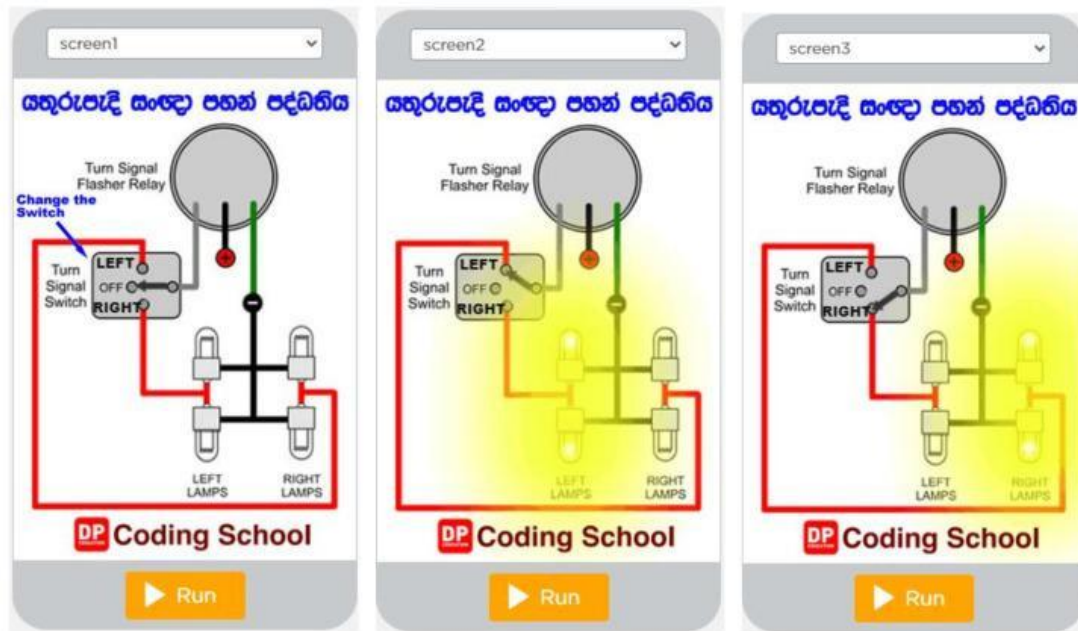 screen1
යතුරුපැදි සංඥා පහන් පද්ධතිය
Turn Signal
Flasher Relay
Change the
Switch
Turn
Signal
Switch
LEFT
OFF
RIGHT
LEFT
LAMPS
RIGHT
LAMPS
DP
Coding School
Run
screen2
යතුරුපැදි සංඥා පහන් පද්ධතිය
Turn Signal
Flasher Relay
Turn
Signal
Switch
LEFT
OFF
RIGHT
LEFT
LAMPS
RIGHT
LAMPS
DP
Coding School
Run
screen3
යතුරුපැදි සංඥා පහන් පද්ධතිය
Turn Signal
Flasher Relay
Turn
Signal
Switch
LEFT
OFF
RIGHT
LEFT
LAMPS
RIGHT
LAMPS
DP
Coding School
Run